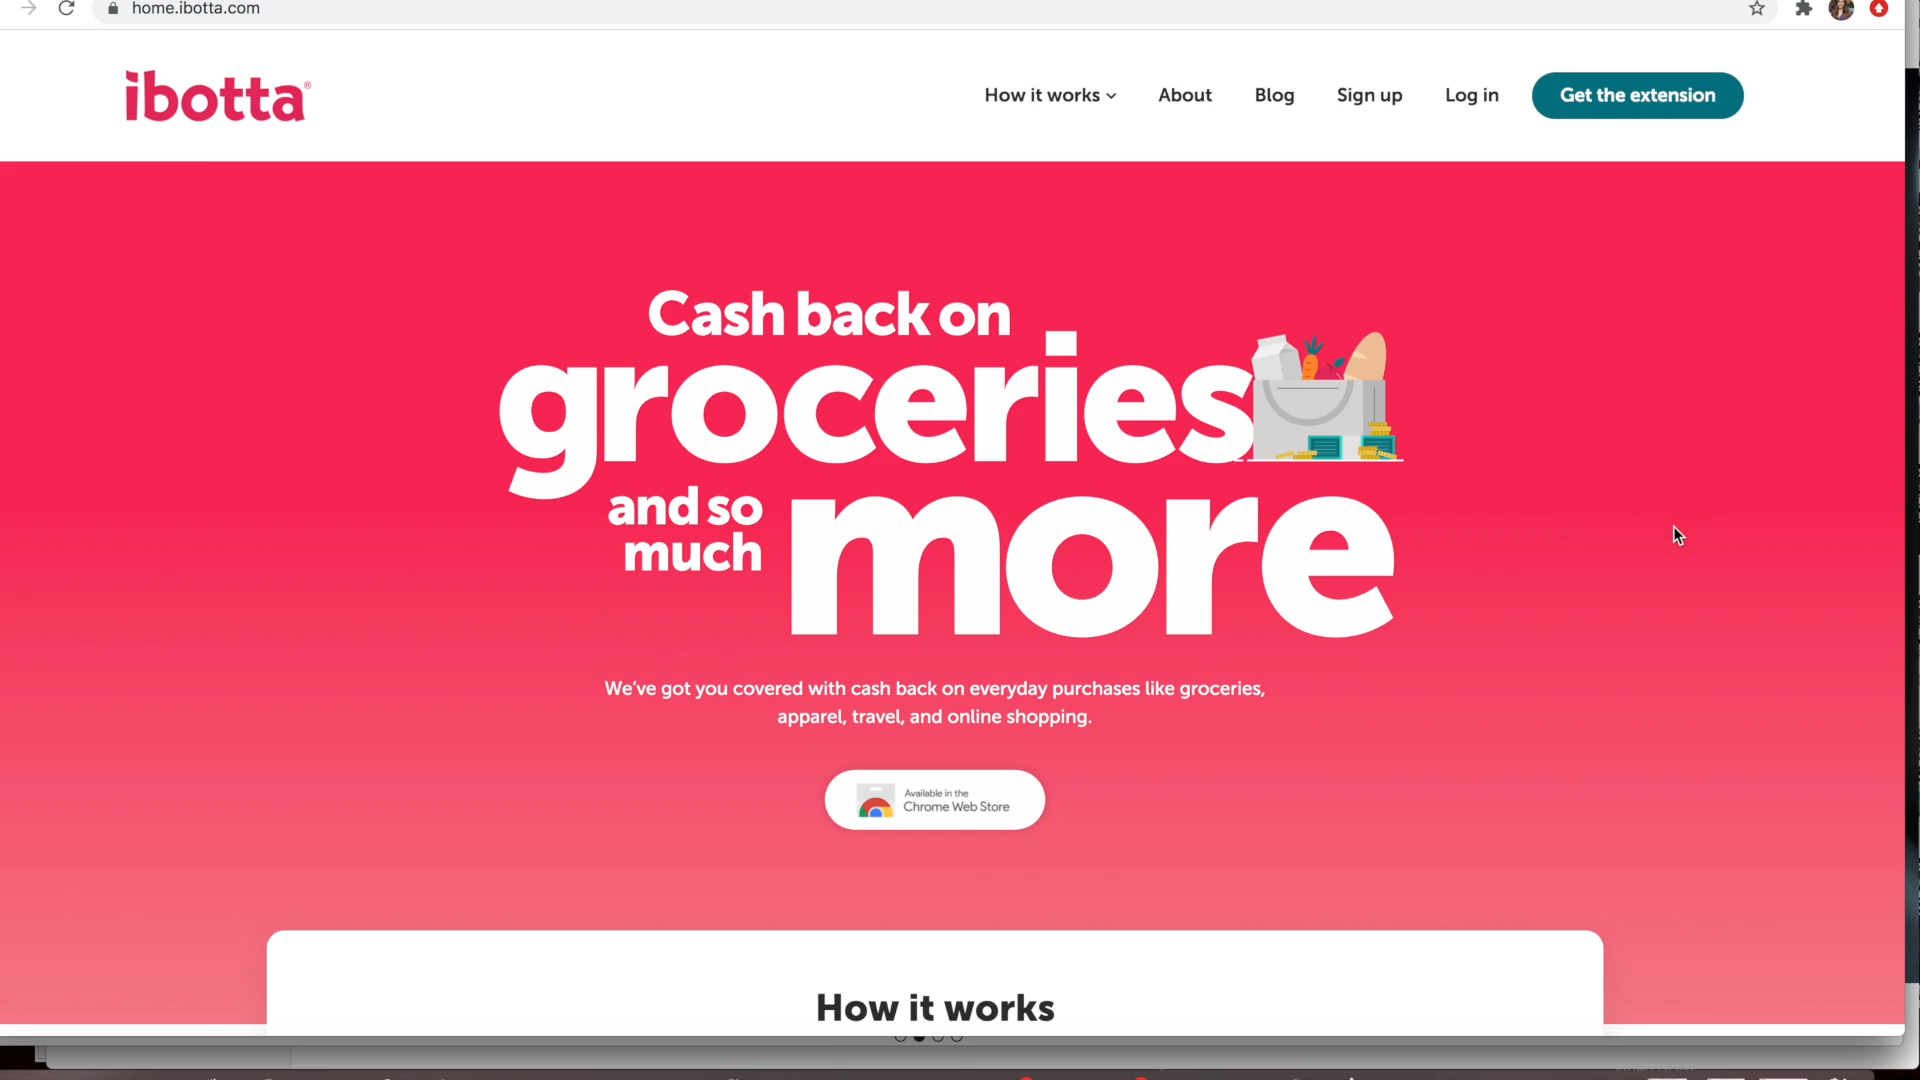 home.ibotta.com
ibotta®
How it works
About
Blog
Sign up
Log in
Get the extension
Cash back on
groceries
and so
much
more
We've got you covered with cash back on everyday purchases like groceries,
apparel, travel, and online shopping.
Available in the
Chrome Web Store
How it works